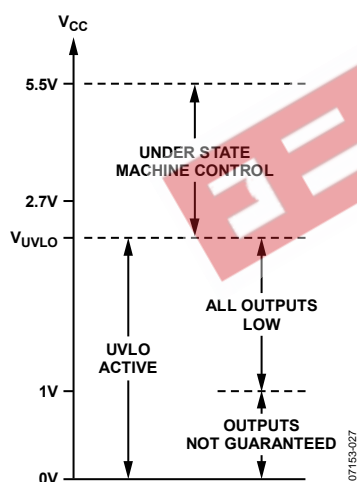 VCC
5.5V
UNDER STATE
MACHINE CONTROL
2.7V
VUVLO
ALL OUTPUTS
LOW
UVLO
ACTIVE
1V
OUTPUTS
NOT GUARANTEED
0V
07153-027